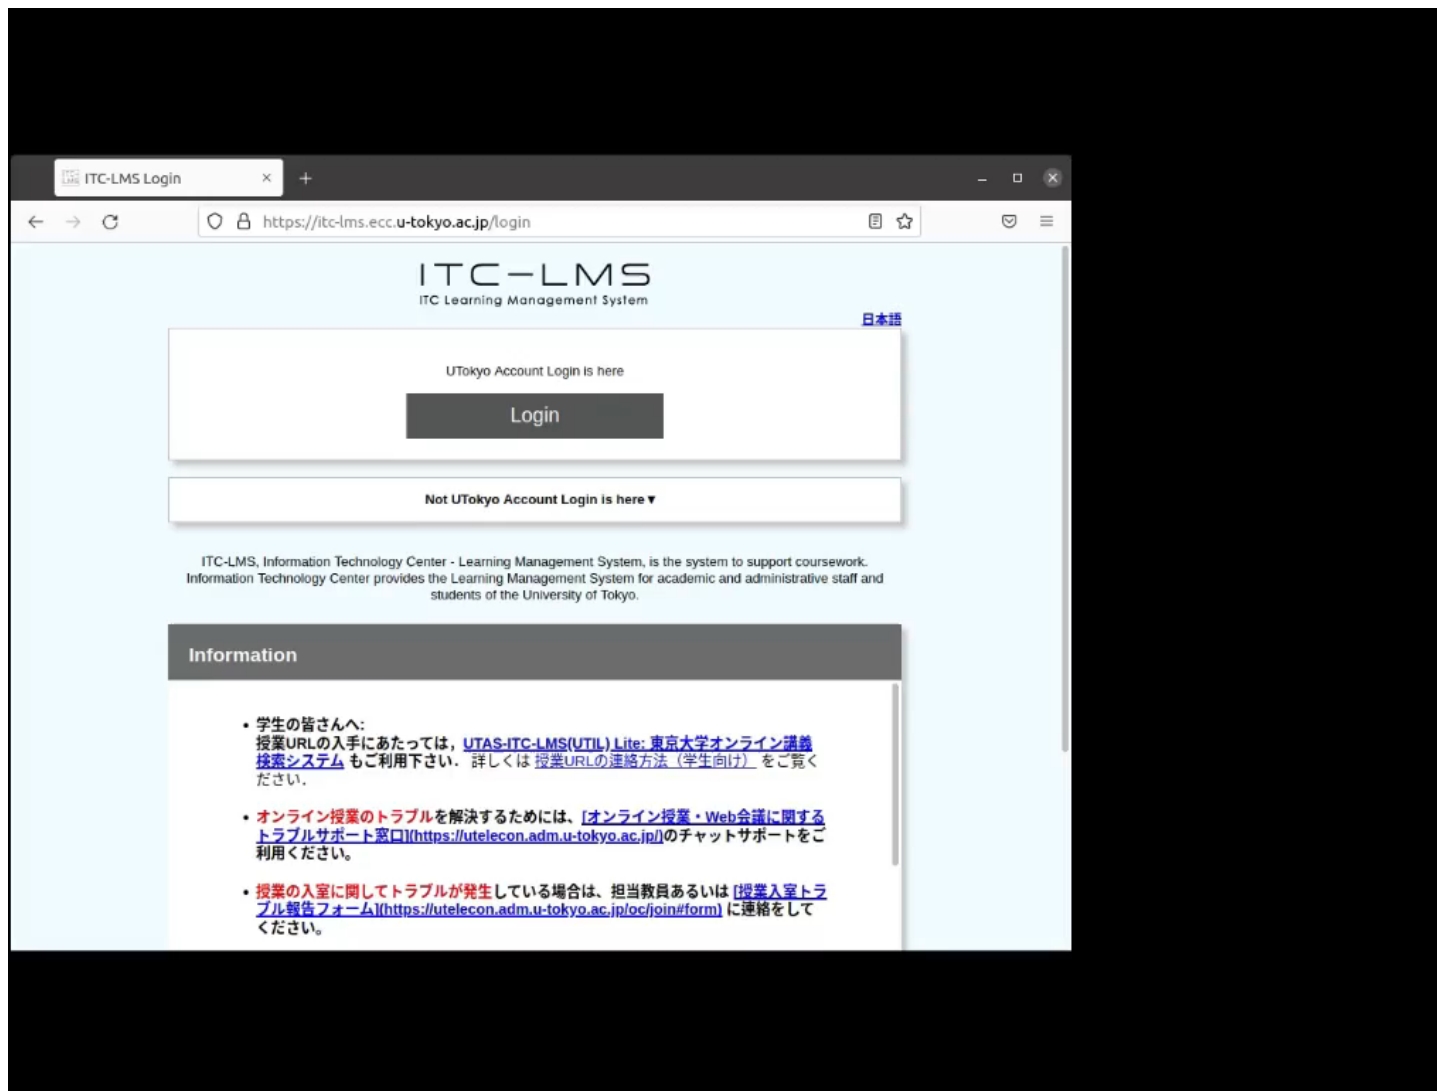 ITC-LMS Login
https://itc-lms.ecc.u-tokyo.ac.jp/login
ITC-LMS
ITC Learning Management System
日本語
UTokyo Account Login is here
Login
Not UTokyo Account Login is here▼
ITC-LMS, Information Technology Center - Learning Management System, is the system to support coursework.
Information Technology Center provides the Learning Management System for academic and administrative staff and
students of the University of Tokyo.
Information
• 学生の皆さんへ:
授業URLの入手にあたっては，UTAS-ITC-LMS(UTIL) Lite: 東京大学オンライン講義
検索システム もご利用下さい．詳しくは 授業URLの連絡方法（学生向け） をご覧く
ださい．
• オンライン授業のトラブルを解決するためには、[オンライン授業・Web会議に関する
トラブルサポート窓口](https://utelecon.adm.u-tokyo.ac.jp/)のチャットサポートをご
利用ください。
• 授業の入室に関してトラブルが発生している場合は、担当教員あるいは [授業入室トラ
ブル報告フォーム](https://utelecon.adm.u-tokyo.ac.jp/oc/join#form) に連絡をして
ください。